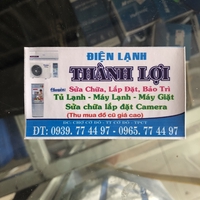 ĐIỆN LẠNH
THÀNH LỢI
Chuyên: Sửa Chữa, Lắp Đặt, Bảo Trì
Tủ Lạnh - Máy Lạnh - Máy Giặt
Sửa chữa lắp đặt Camera
(Thu mua đồ cũ giá cao)
ĐT: 0939. 77 44 97 - 0965. 77 44 97